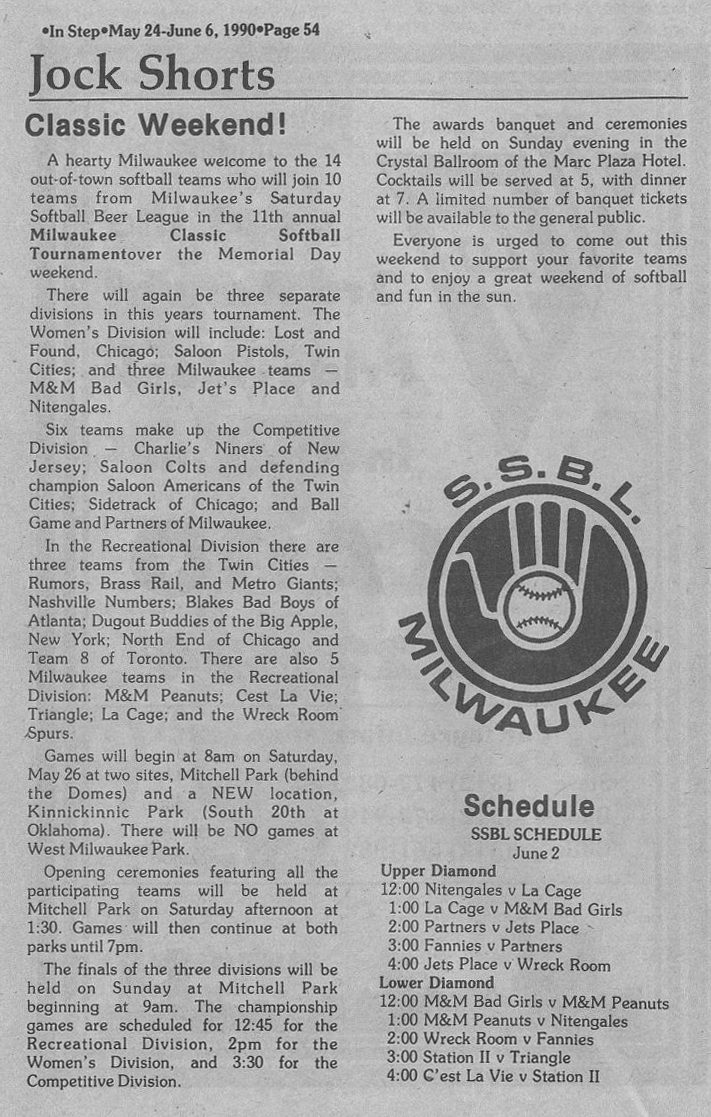 •In Step•May 24-June 6, 1990•Page 54
Jock Shorts
Classic Weekend!
A hearty Milwaukee welcome to the 14
out-of-town softball teams who will join 10
teams from Milwaukee's Saturday
Softball Beer League in the 11th annual
Milwaukee Classic Softball
Tournamentover the Memorial Day
weekend.
There will again be three separate
divisions in this years tournament. The
Women's Division will include: Lost and
Found, Chicago; Saloon Pistols, Twin
Cities; and three Milwaukee teams —
M&M Bad Girls, Jet's Place and
Nitengales.
Six teams make up the Competitive
Division — Charlie's Niners of New
Jersey; Saloon Colts and defending
champion Saloon Americans of the Twin
Cities; Sidetrack of Chicago; and Ball
Game and Partners of Milwaukee.
In the Recreational Division there are
three teams from the Twin Cities —
Rumors, Brass Rail, and Metro Giants;
Nashville Numbers; Blakes Bad Boys of
Atlanta; Dugout Buddies of the Big Apple,
New York; North End of Chicago and
Team 8 of Toronto. There are also 5
Milwaukee teams in the Recreational
Division: M&M Peanuts; Cest La Vie;
Triangle; La Cage; and the Wreck Room
Spurs.
Games will begin at 8am on Saturday,
May 26 at two sites, Mitchell Park (behind
the Domes) and a NEW location,
Kinnickinnic Park (South 20th at
Oklahoma). There will be NO games at
West Milwaukee Park.
Opening ceremonies featuring all the
participating teams will be held at
Mitchell Park on Saturday afternoon at
1:30. Games will then continue at both
parks until 7pm.
The finals of the three divisions will be
held on Sunday at Mitchell Park
beginning at 9am. The championship
games are scheduled for 12:45 for the
Recreational Division, 2pm for the
Women's Division, and 3:30 for the
Competitive Division.
The awards banquet and ceremonies
will be held on Sunday evening in the
Crystal Ballroom of the Marc Plaza Hotel.
Cocktails will be served at 5, with dinner
at 7. A limited number of banquet tickets
will be available to the general public.
Everyone is urged to come out this
weekend to support your favorite teams
and to enjoy a great weekend of softball
and fun in the sun.
S.S.B.L.
MILWAUKEE
Schedule
SSBL SCHEDULE
June 2
Upper Diamond
12:00 Nitengales v La Cage
1:00 La Cage v M&M Bad Girls
2:00 Partners v Jets Place
3:00 Fannies v Partners
4:00 Jets Place v Wreck Room
Lower Diamond
12:00 M&M Bad Girls v M&M Peanuts
1:00 M&M Peanuts v Nitengales
2:00 Wreck Room v Fannies
3:00 Station II v Triangle
4:00 C'est La Vie v Station II